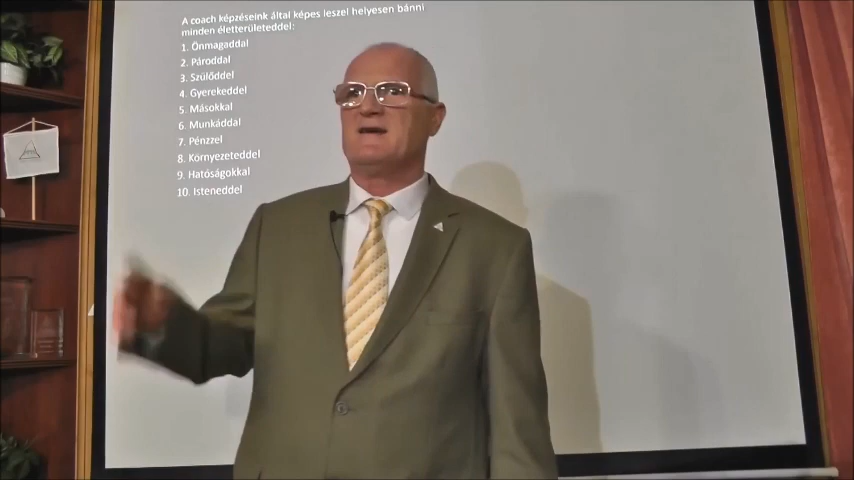 A coach képzéseink által képes leszel helyesen bánni
minden életterületeddel:
1. Önmagaddal
2. Pároddal
3. Szülőddel
4. Gyerekeddel
5. Másokkal
6. Munkáddal
7. Pénzzel
8. Környezeteddel
9. Hatóságokkal
10. Isteneddel